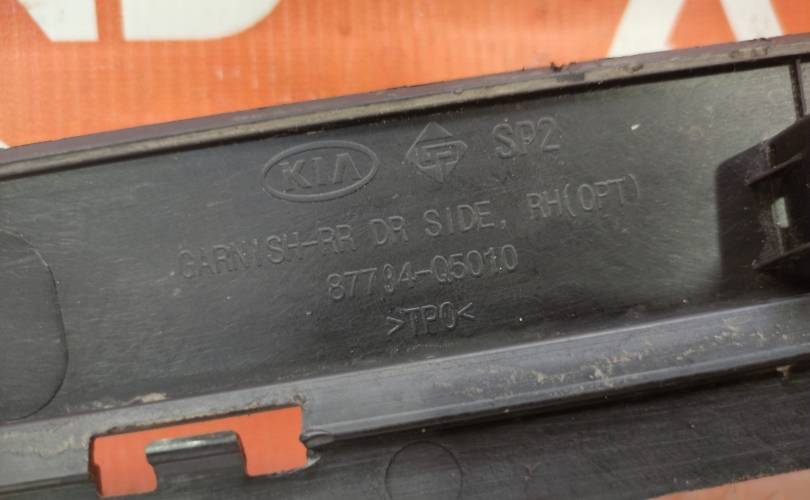 KIA SP2
GARNISH-RR DR SIDE, RH(OPT)
87794-Q5010
>TPO<